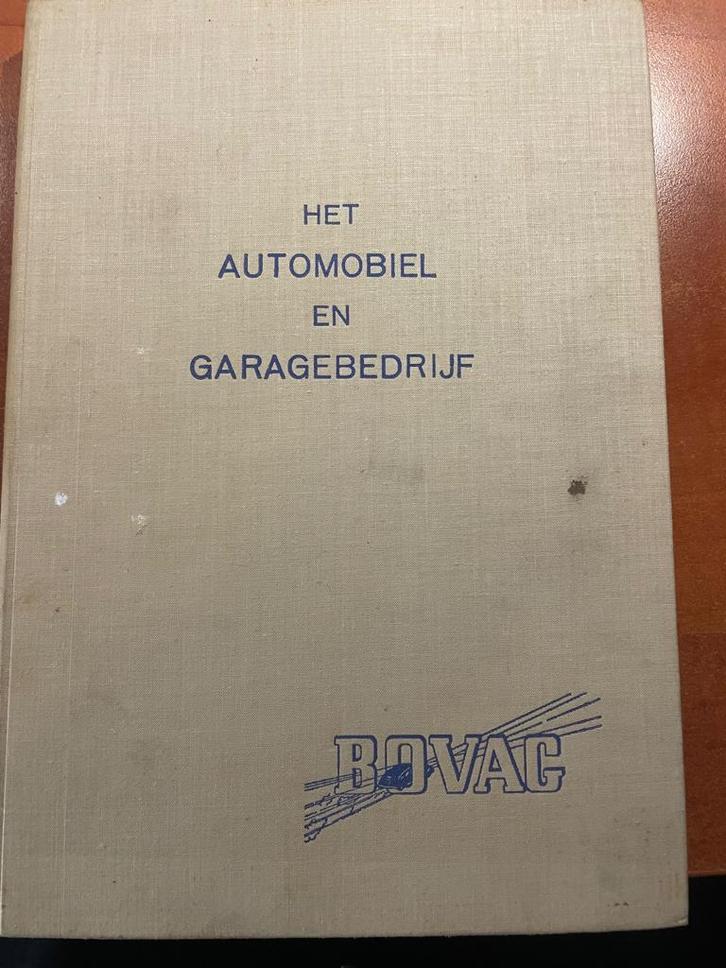 HET
AUTOMOBIEL
EN
GARAGEBEDRIJF
BOVAG